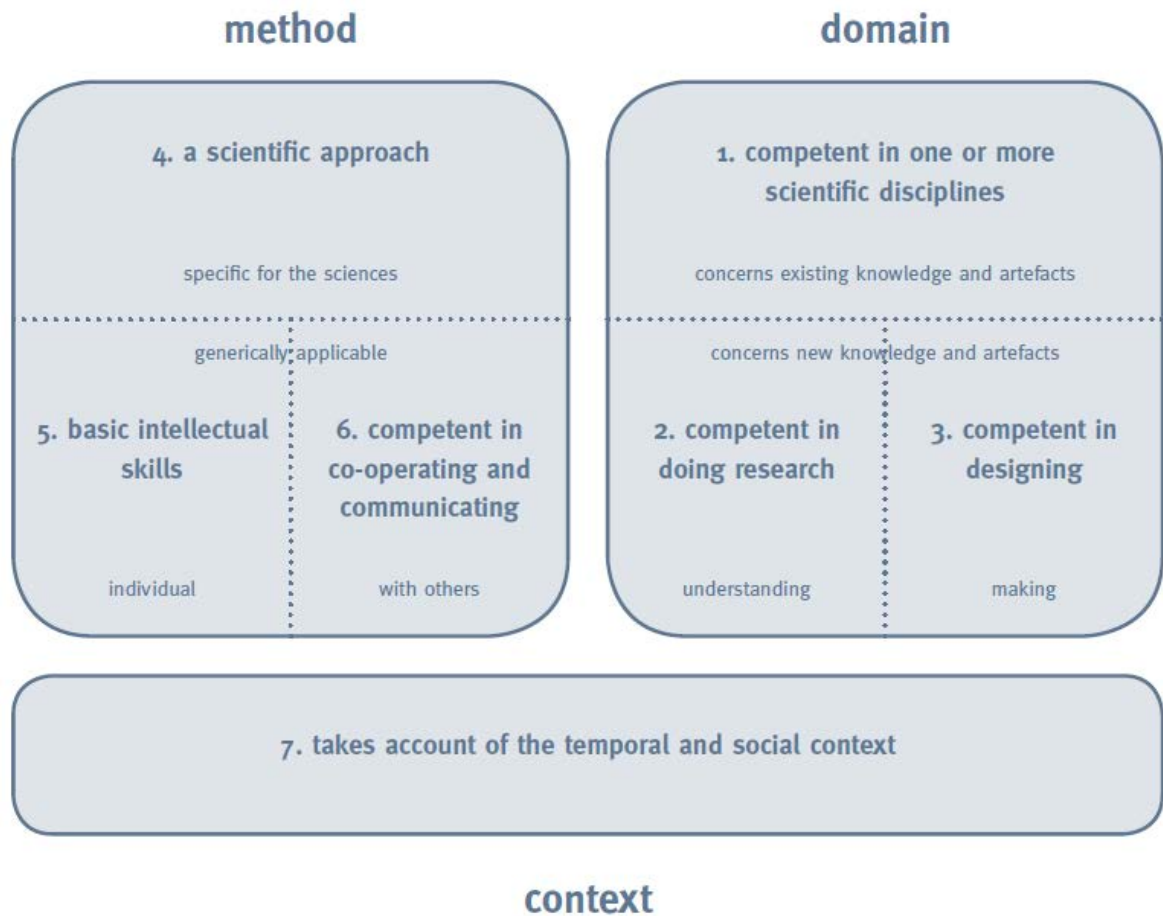 method
domain
4. a scientific approach
specific for the sciences
generically applicable
5. basic intellectual
skills
6. competent in
co-operating and
communicating
individual
with others
1. competent in one or more
scientific disciplines
concerns existing knowledge and artefacts
concerns new knowledge and artefacts
2. competent in
doing research
3. competent in
designing
understanding
making
7. takes account of the temporal and social context
context